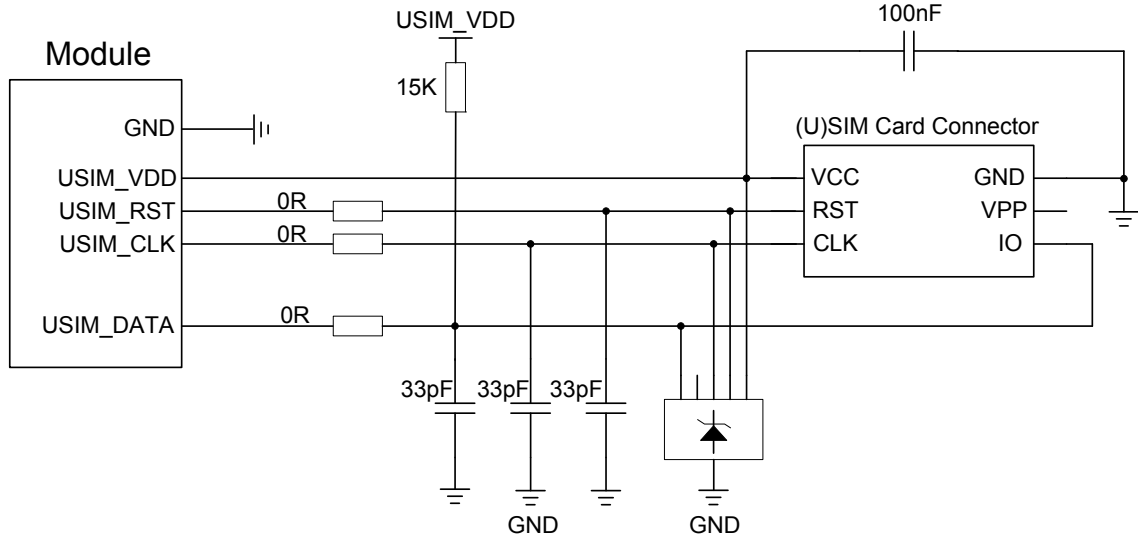 100nF
USIM_VDD
Module
15K
GND
(U)SIM Card Connector
USIM_VDD
VCC
GND
USIM_RST
0R
RST
VPP
USIM_CLK
0R
CLK
IO
USIM_DATA
0R
33pF
33pF
33pF
GND
GND